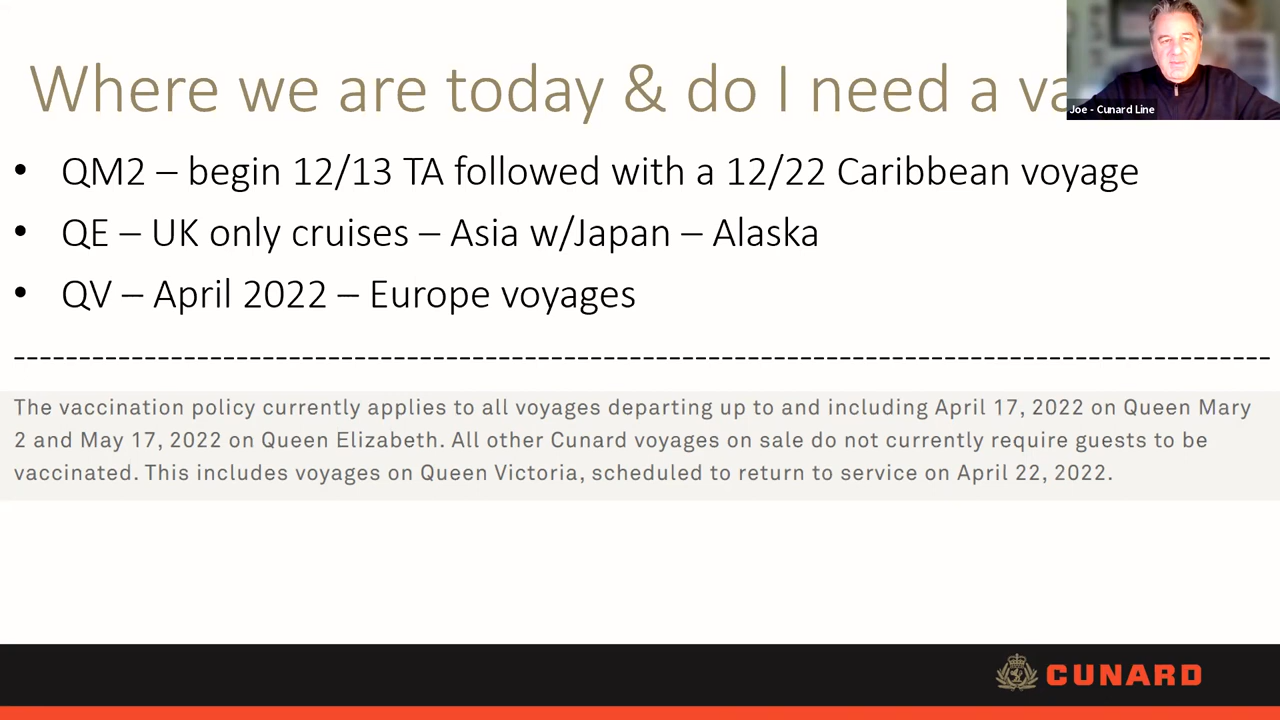 Where we are today & do I need a va
Joe - Cunard Line
• QM2 – begin 12/13 TA followed with a 12/22 Caribbean voyage
• QE – UK only cruises – Asia w/Japan – Alaska
• QV – April 2022 – Europe voyages
--------------------------------------------------------------------------------------------------
The vaccination policy currently applies to all voyages departing up to and including April 17, 2022 on Queen Mary
2 and May 17, 2022 on Queen Elizabeth. All other Cunard voyages on sale do not currently require guests to be
vaccinated. This includes voyages on Queen Victoria, scheduled to return to service on April 22, 2022.
CUNARD